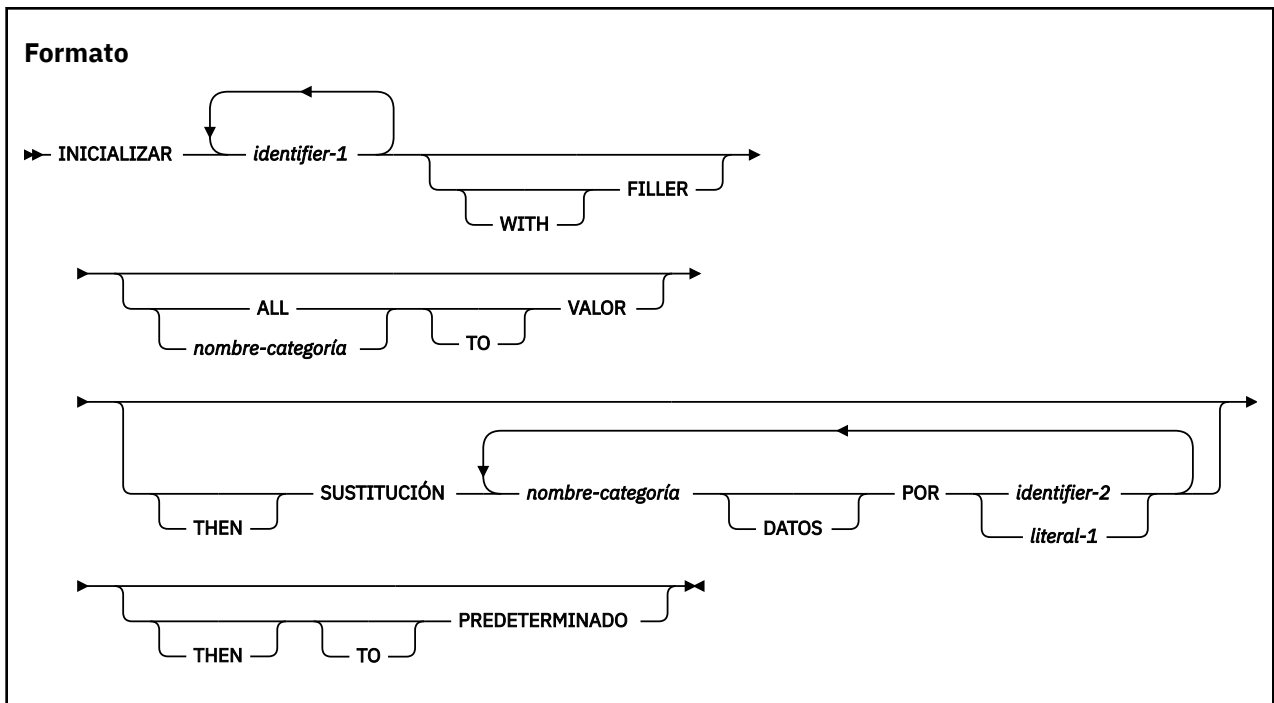 Formato
INICIALIZAR identifier-1
FILLER
WITH
ALL VALOR
nombre-categoría TO
SUSTITUCIÓN nombre-categoría POR identifier-2
THEN DATOS literal-1
PREDETERMINADO
THEN TO